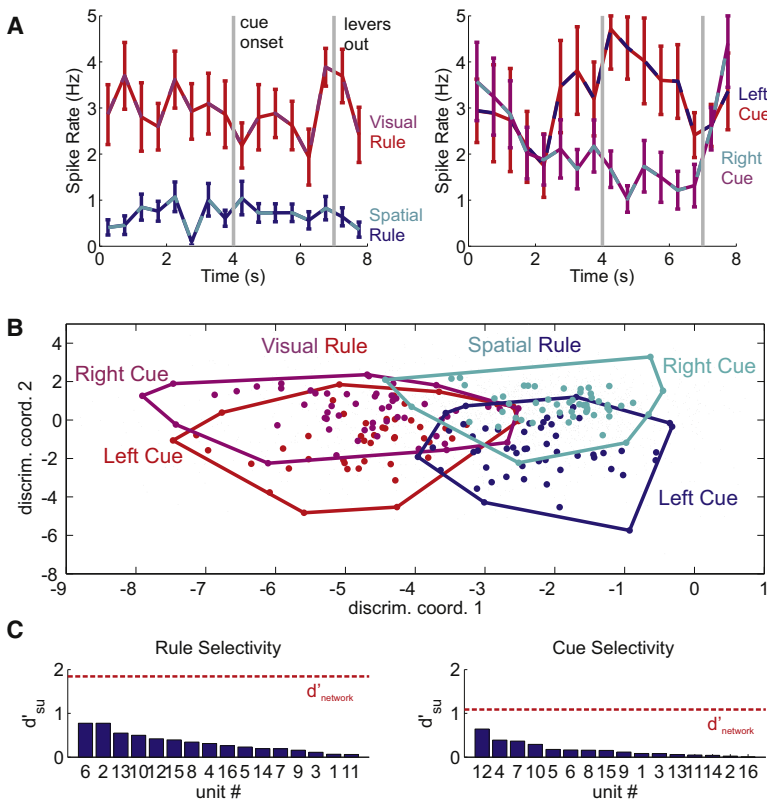 A
Spike Rate (Hz)
5
4
3
2
1
0
cue
onset
levers
out
Visual
Rule
Spatial
Rule
0 2 4 6 8
Time (s)
Spike Rate (Hz)
5
4
3
2
1
0
Left
Cue
Right
Cue
0 2 4 6 8
Time (s)
B
discrim. coord. 2
4
2
0
-2
-4
-6
-8
Visual Rule
Spatial Rule
Right Cue
Right Cue
Left Cue
Left Cue
-9 -8 -7 -6 -5 -4 -3 -2 -1 0 1
discrim. coord. 1
C
Rule Selectivity
d'su
2
1
0
d'network
6 2 13 10 12 15 8 4 16 5 14 7 9 3 1 11
unit #
Cue Selectivity
d'su
2
1
0
d'network
12 4 7 10 5 6 8 15 9 1 3 13 11 14 2 16
unit #